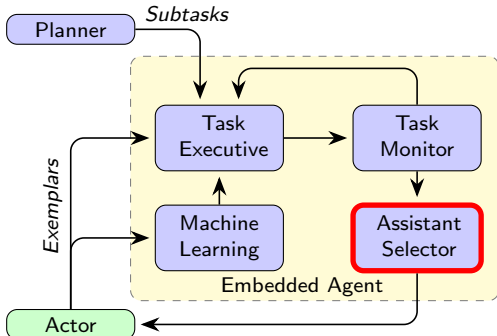 Subtasks
Planner
Task
Executive
Task
Monitor
Exemplars
Machine
Learning
Assistant
Selector
Embedded Agent
Actor